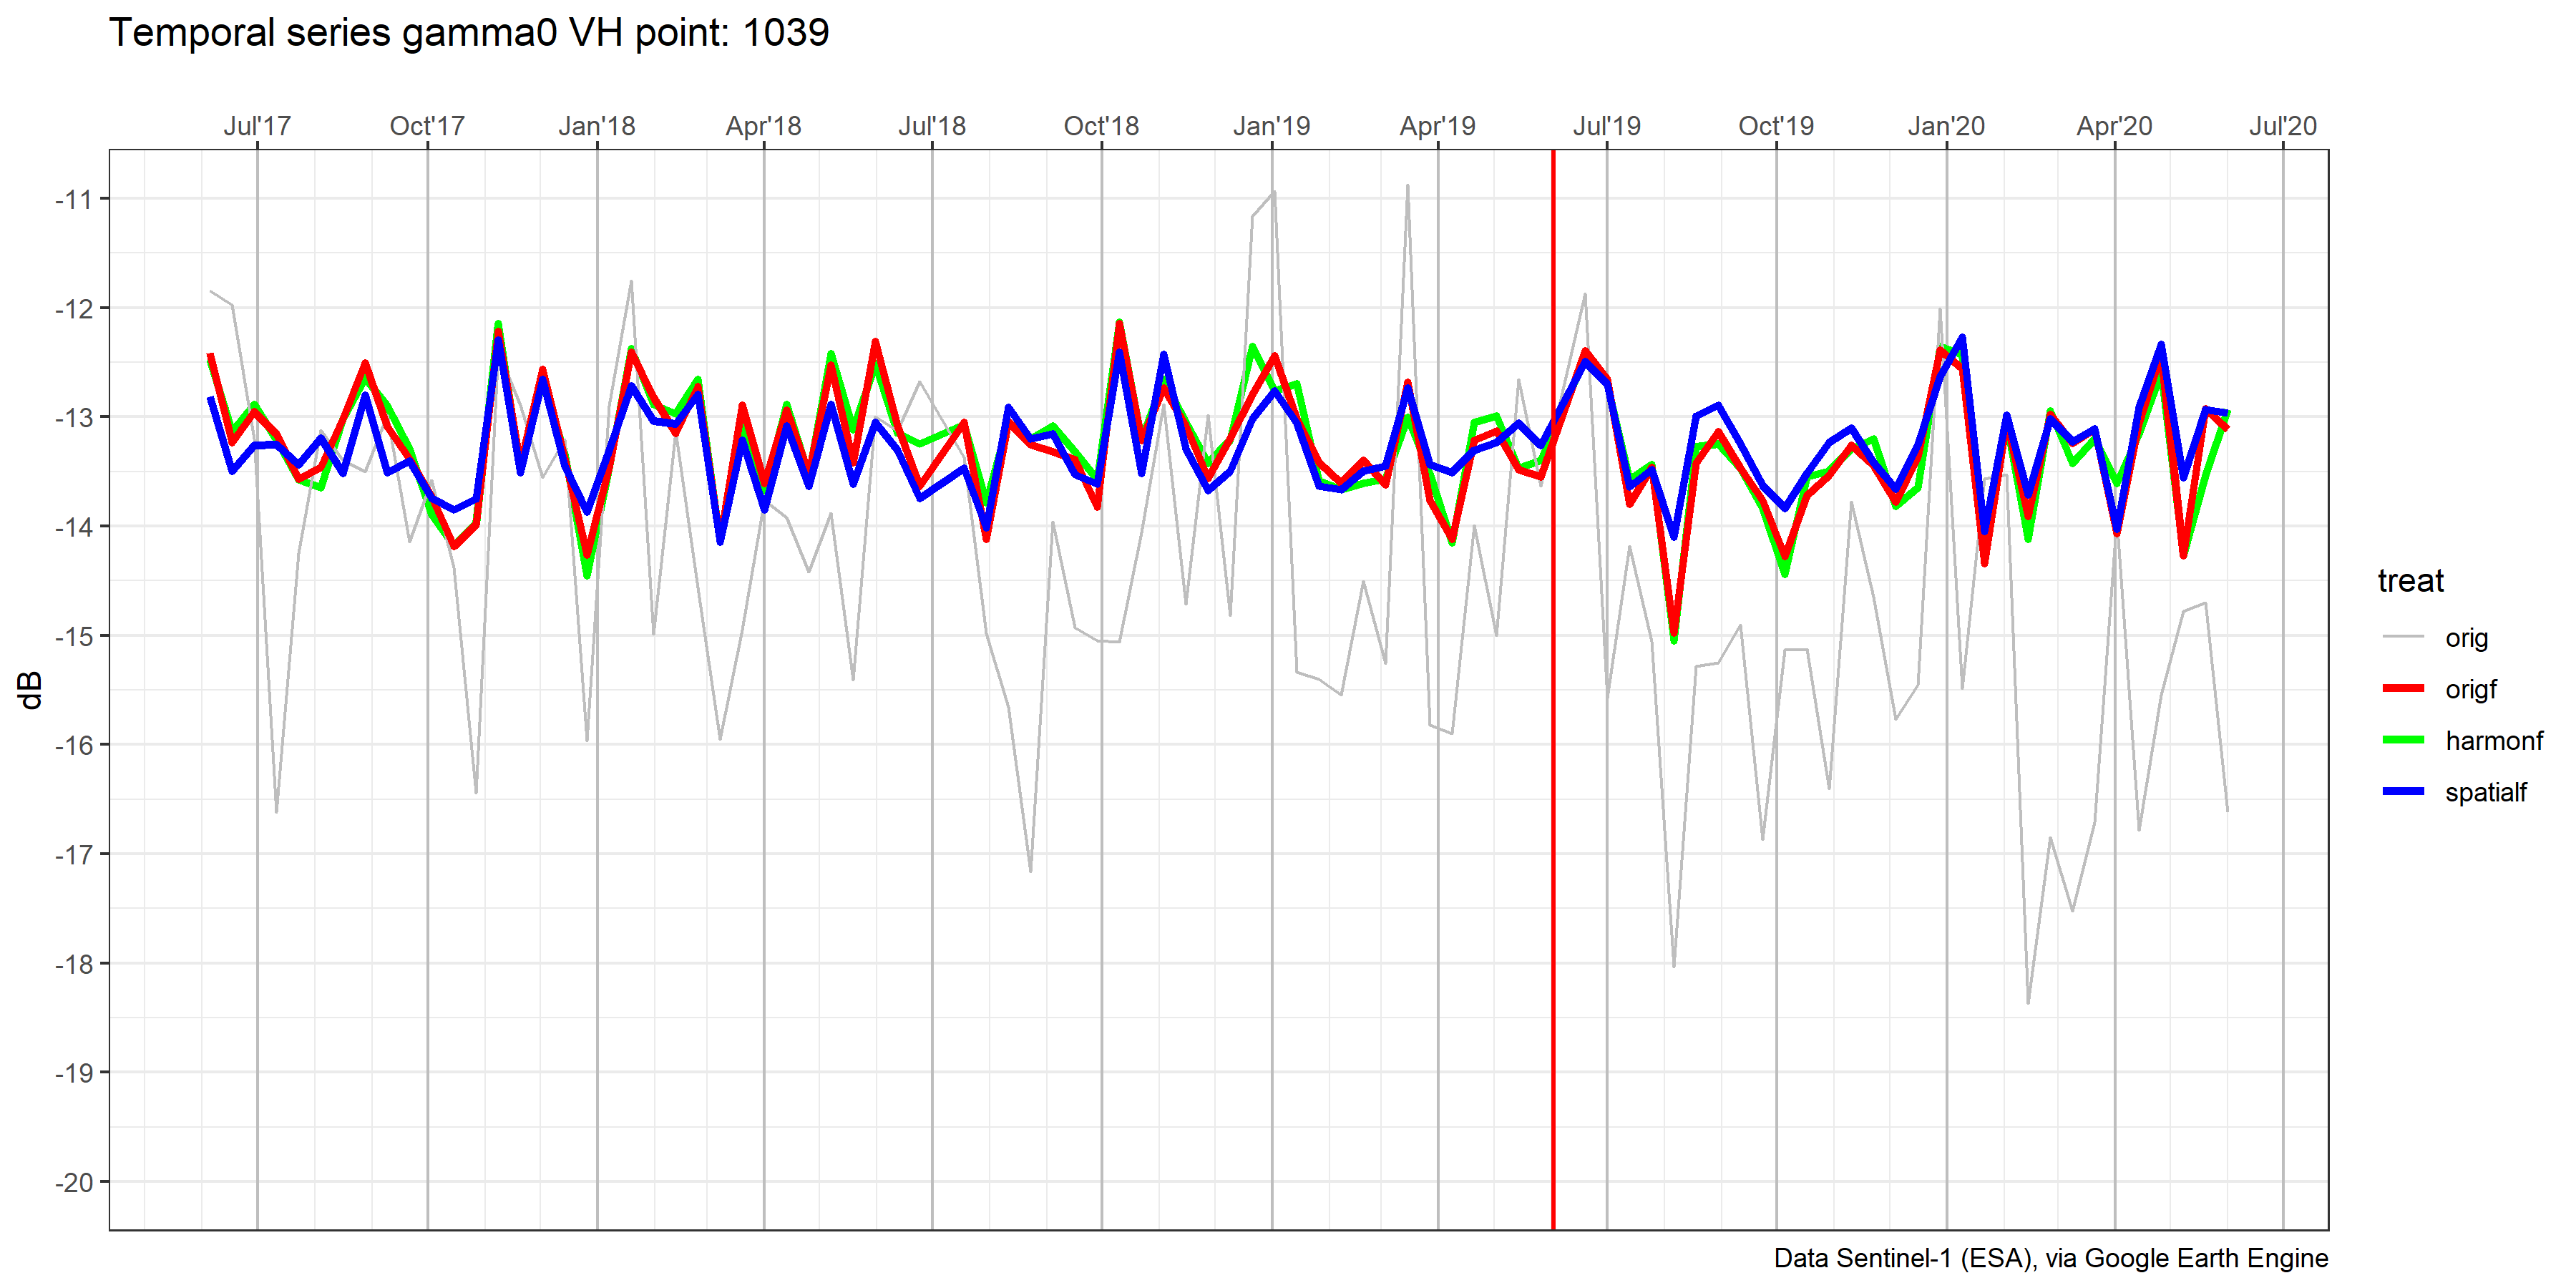 Temporal series gamma0 VH point: 1039
Jul'17 Oct'17 Jan'18 Apr'18 Jul'18 Oct'18 Jan'19 Apr'19 Jul'19 Oct'19 Jan'20 Apr'20 Jul'20
-11
-12
-13
-14
-15
-16
-17
-18
-19
-20
dB
treat
orig
origf
harmonf
spatialf
Data Sentinel-1 (ESA), via Google Earth Engine